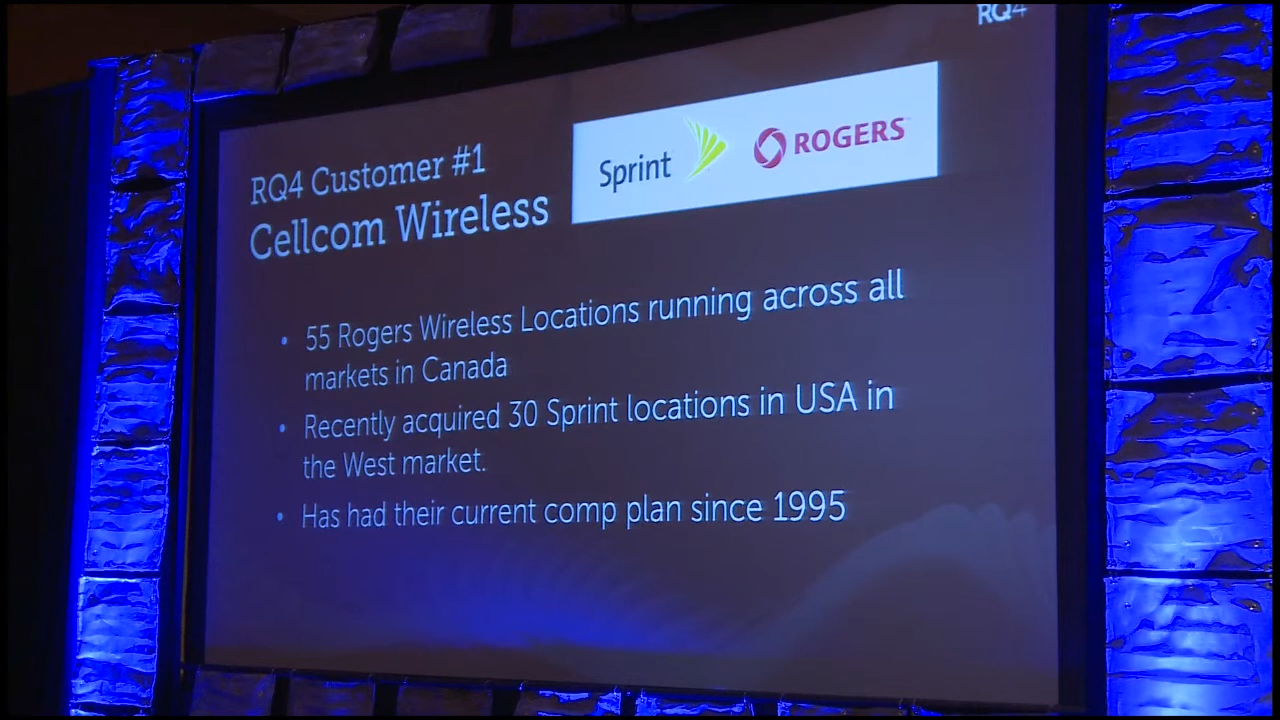 RQ4
Sprint
ROGERS
RQ4 Customer #1
Cellcom Wireless
• 55 Rogers Wireless Locations running across all
markets in Canada
• Recently acquired 30 Sprint locations in USA in
the West market.
• Has had their current comp plan since 1995